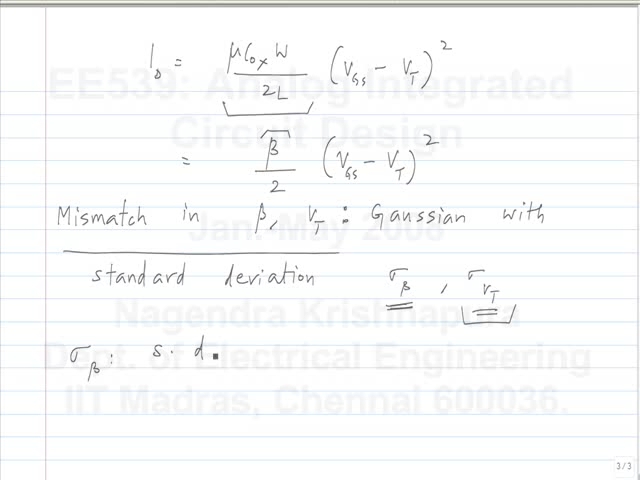 I_D = μC_ox W / 2L (V_GS − V_T)^2
= β / 2 (V_GS − V_T)^2
Mismatch in β, V_T : Gaussian with
standard deviation σ_β , σ_V_T
σ_β : s. d.
EE539: Analog Integrated
Circuit Design
Jan.-May 2008
Nagendra Krishnapura
Dept. of Electrical Engineering
IIT Madras, Chennai 600036.
3/3